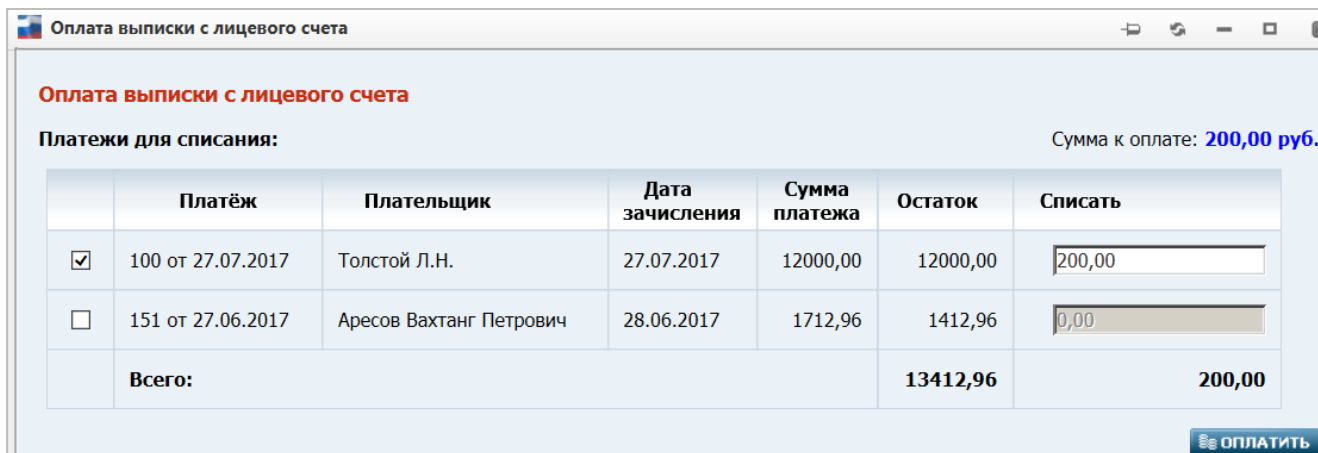 Оплата выписки с лицевого счета
Оплата выписки с лицевого счета
Платежи для списания: Сумма к оплате: 200,00 руб.
Платёж Плательщик Дата зачисления Сумма платежа Остаток Списать
100 от 27.07.2017 Толстой Л.Н. 27.07.2017 12000,00 12000,00 200,00
151 от 27.06.2017 Аресов Вахтанг Петрович 28.06.2017 1712,96 1412,96 0,00
Всего: 13412,96 200,00
ОПЛАТИТЬ